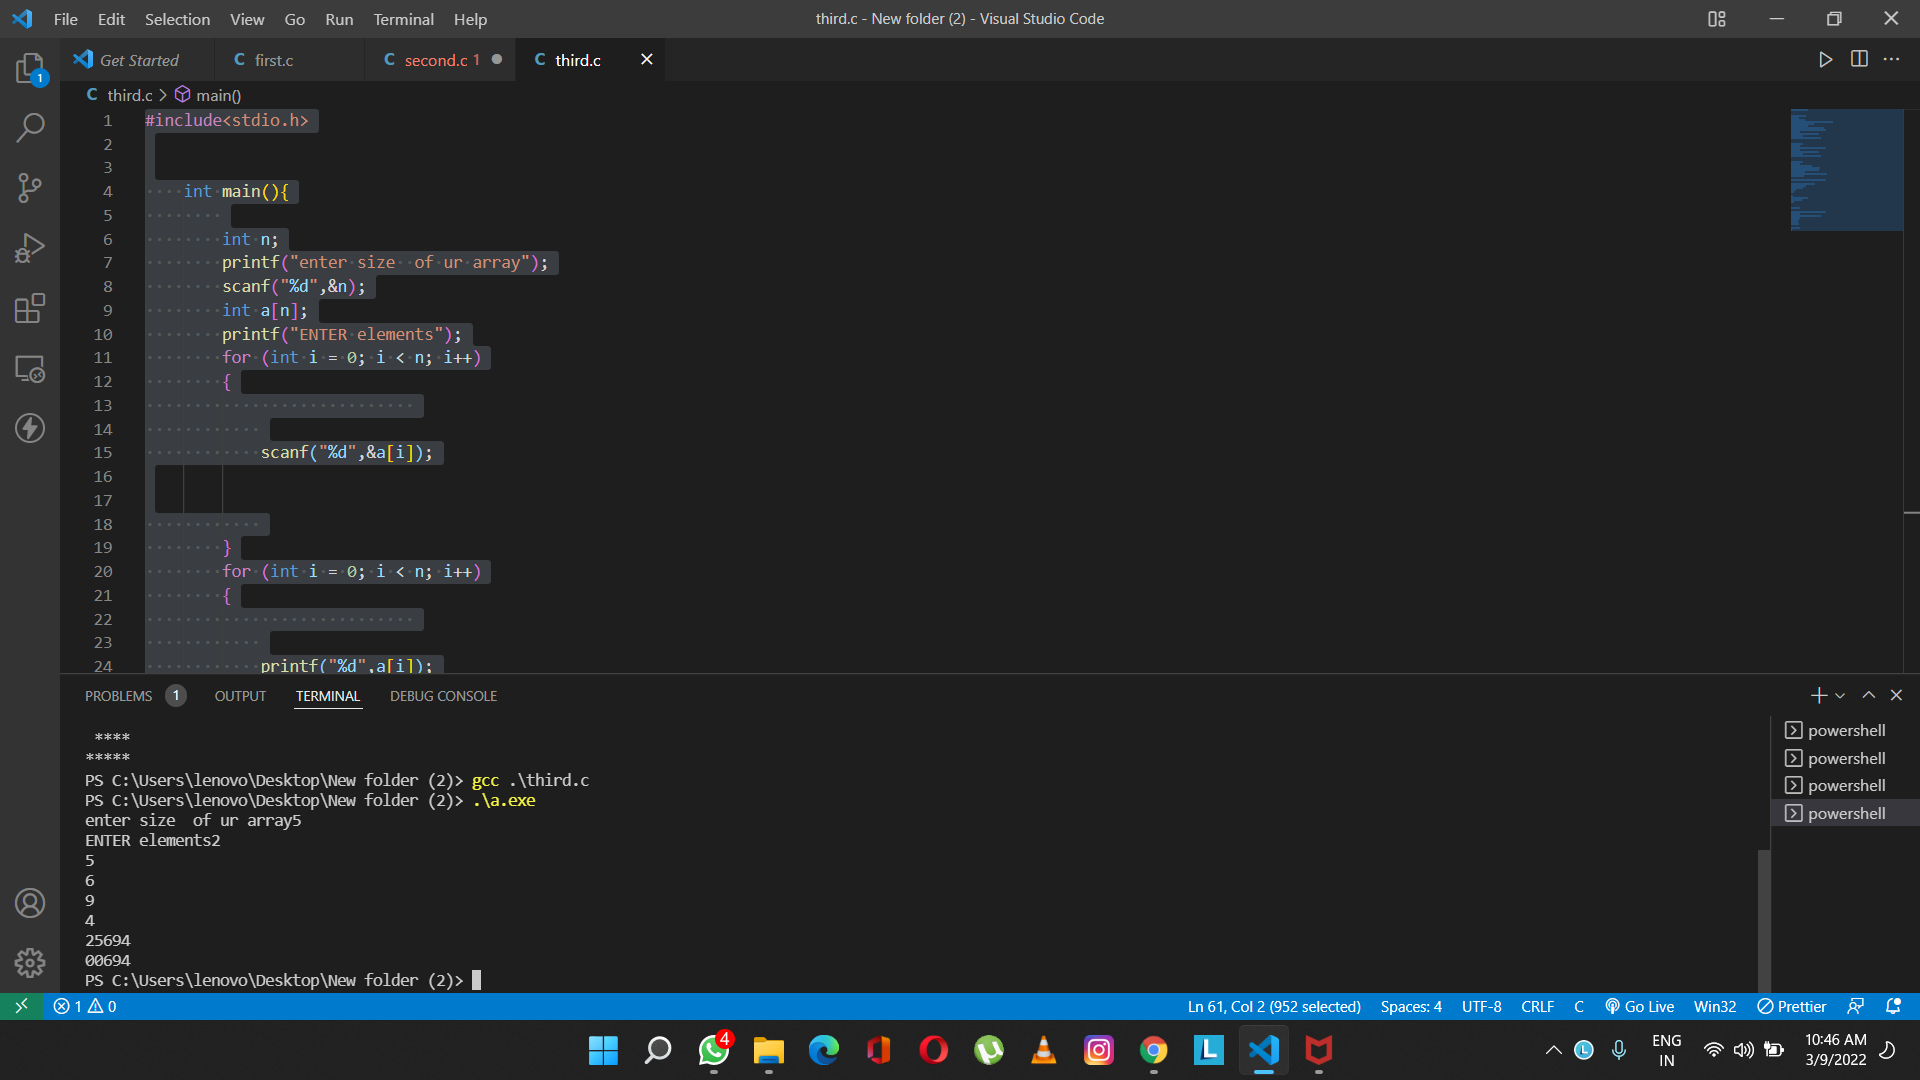 File Edit Selection View Go Run Terminal Help
third.c - New folder (2) - Visual Studio Code
Get Started
C first.c
C second.c 1
C third.c
C third.c > main()
1 #include<stdio.h>
2
3
4 int main(){
5
6 int n;
7 printf("enter size  of ur array");
8 scanf("%d",&n);
9 int a[n];
10 printf("ENTER elements");
11 for (int i = 0; i < n; i++)
12 {
13
14
15 scanf("%d",&a[i]);
16
17
18
19 }
20 for (int i = 0; i < n; i++)
21 {
22
23
24 printf("%d",a[i]);
PROBLEMS 1 OUTPUT TERMINAL DEBUG CONSOLE
****
*****
PS C:\Users\lenovo\Desktop\New folder (2)> gcc .\third.c
PS C:\Users\lenovo\Desktop\New folder (2)> .\a.exe
enter size  of ur array5
ENTER elements2
5
6
9
4
25694
00694
PS C:\Users\lenovo\Desktop\New folder (2)>
powershell
powershell
powershell
powershell
1 0
Ln 61, Col 2 (952 selected) Spaces: 4 UTF-8 CRLF C Go Live Win32 Prettier
1
4
L
L
ENG
IN
10:46 AM
3/9/2022